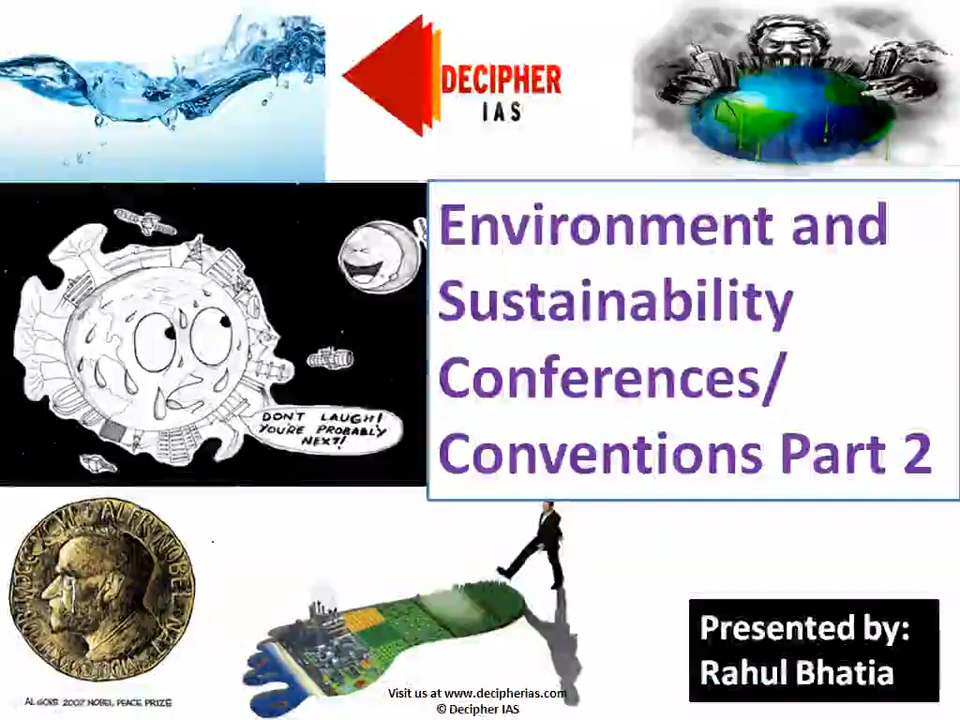 DECIPHER
IAS
Environment and
Sustainability
Conferences/
Conventions Part 2
DON'T LAUGH!
YOU'RE PROBABLY
NEXT!
AL GORE 2007 NOBEL PEACE PRIZE
Presented by:
Rahul Bhatia
Visit us at www.decipherias.com
© Decipher IAS